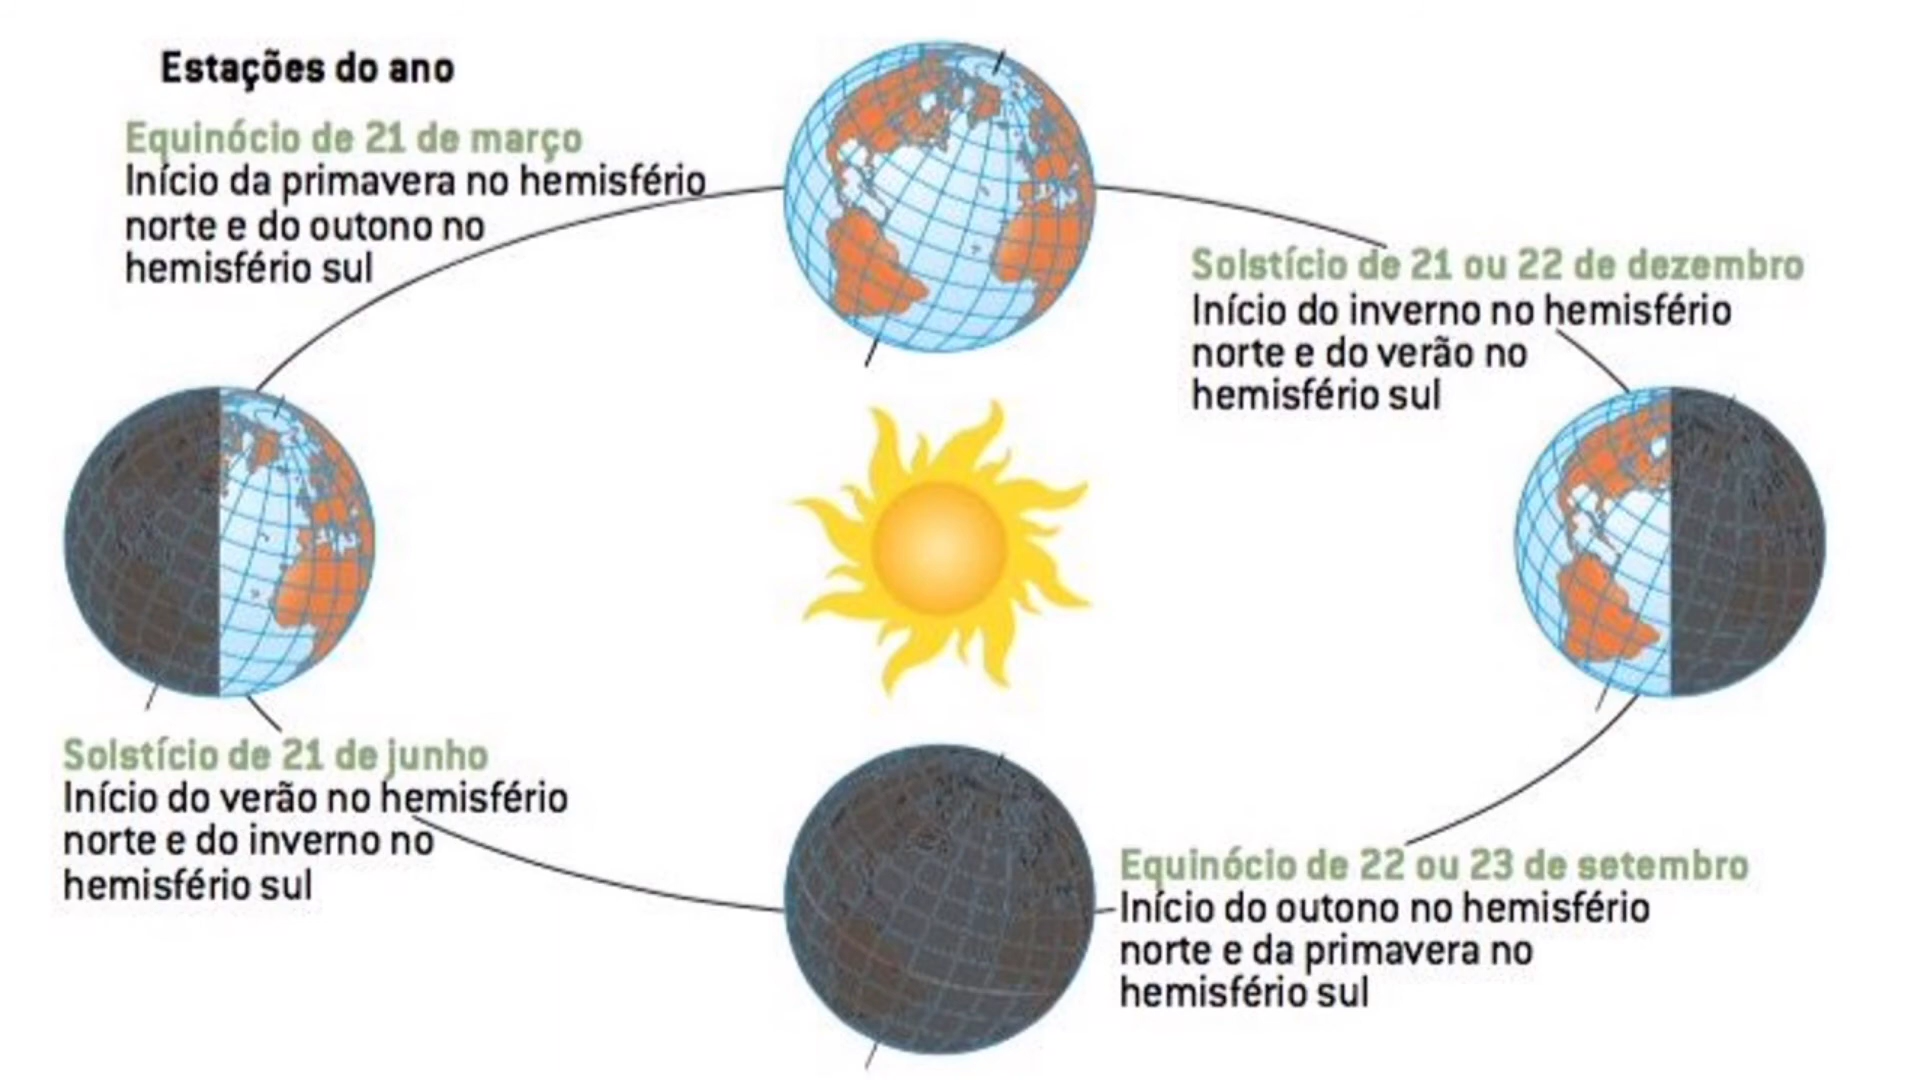 Estações do ano
Equinócio de 21 de março
Início da primavera no hemisfério
norte e do outono no
hemisfério sul
Solstício de 21 ou 22 de dezembro
Início do inverno no hemisfério
norte e do verão no
hemisfério sul
Solstício de 21 de junho
Início do verão no hemisfério
norte e do inverno no
hemisfério sul
Equinócio de 22 ou 23 de setembro
Início do outono no hemisfério
norte e da primavera no
hemisfério sul